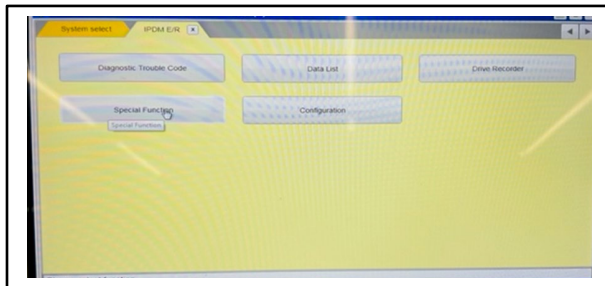 System select IPDM E/R
Diagnostic Trouble Code Data List Drive Recorder
Special Function Configuration
Special Function